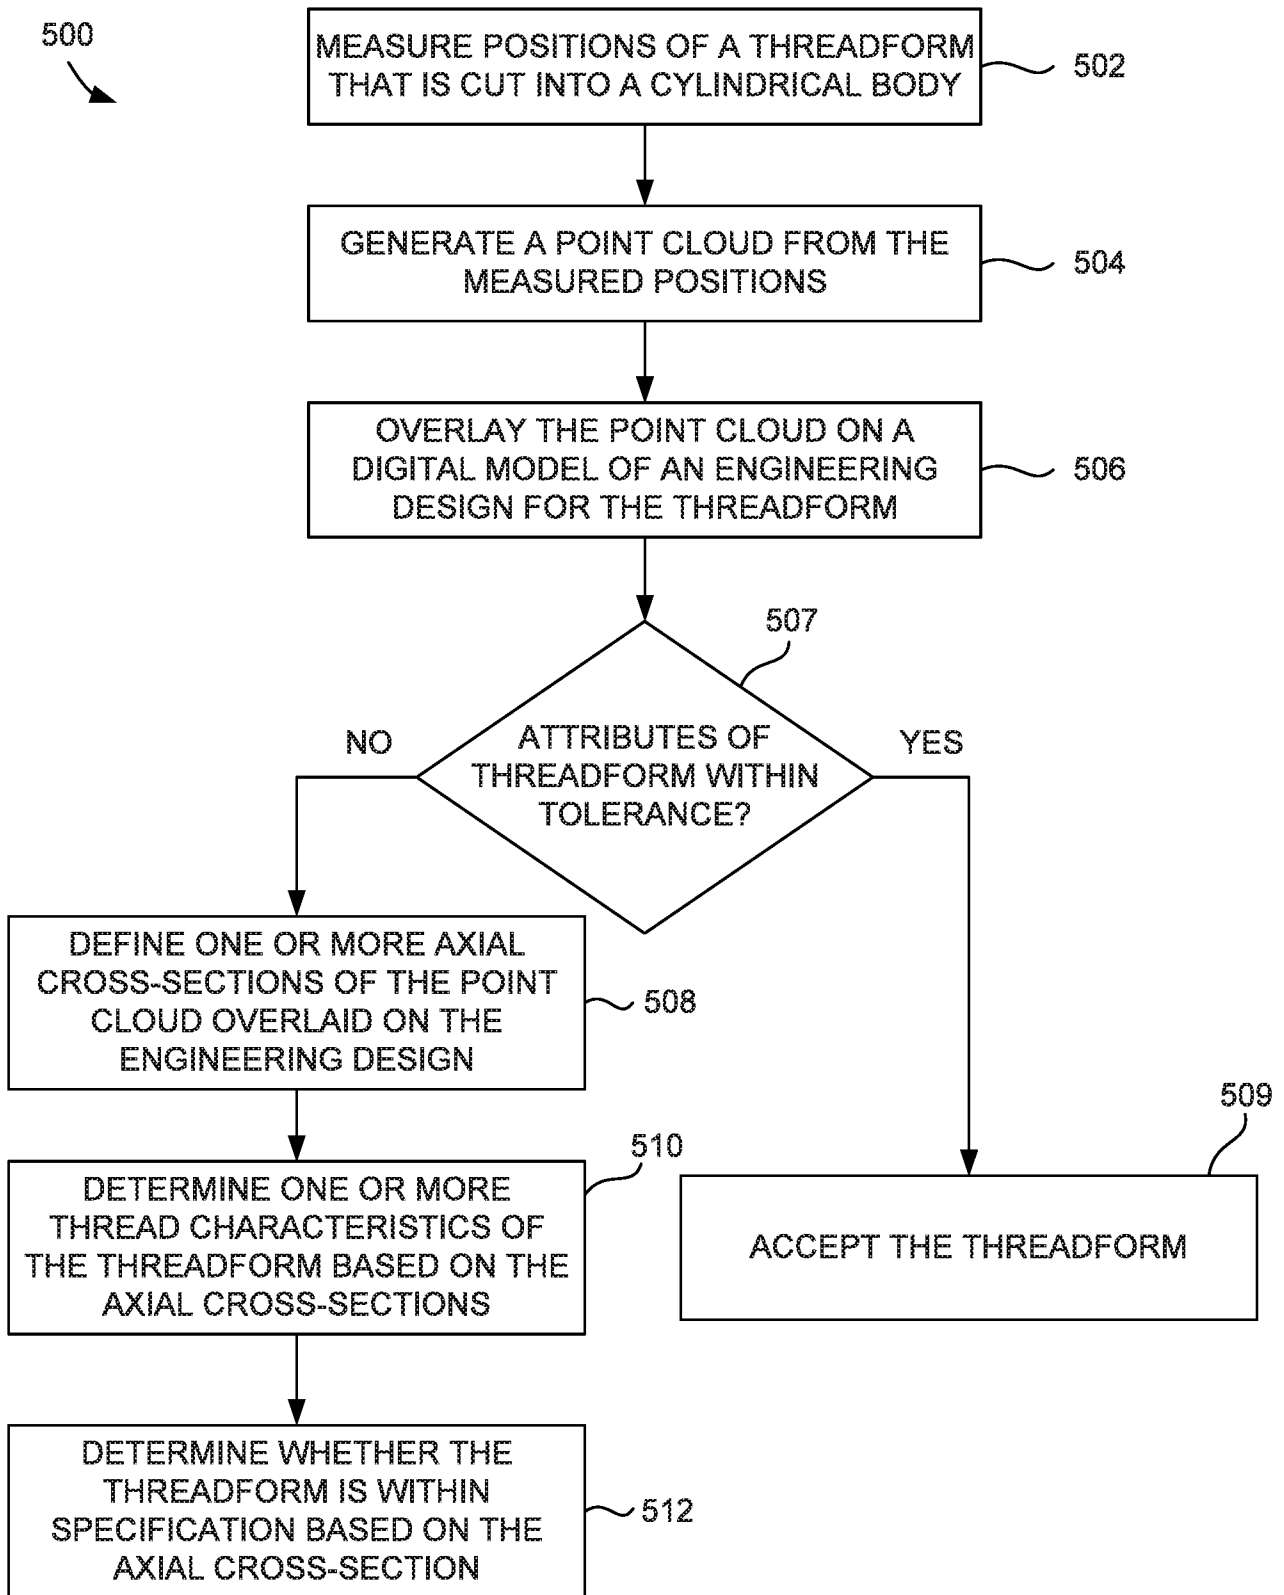 500
MEASURE POSITIONS OF A THREADFORM
THAT IS CUT INTO A CYLINDRICAL BODY
502
GENERATE A POINT CLOUD FROM THE
MEASURED POSITIONS
504
OVERLAY THE POINT CLOUD ON A
DIGITAL MODEL OF AN ENGINEERING
DESIGN FOR THE THREADFORM
506
507
NO
ATTRIBUTES OF
THREADFORM WITHIN
TOLERANCE?
YES
DEFINE ONE OR MORE AXIAL
CROSS-SECTIONS OF THE POINT
CLOUD OVERLAID ON THE
ENGINEERING DESIGN
508
509
ACCEPT THE THREADFORM
510
DETERMINE ONE OR MORE
THREAD CHARACTERISTICS OF
THE THREADFORM BASED ON THE
AXIAL CROSS-SECTIONS
DETERMINE WHETHER THE
THREADFORM IS WITHIN
SPECIFICATION BASED ON THE
AXIAL CROSS-SECTION
512